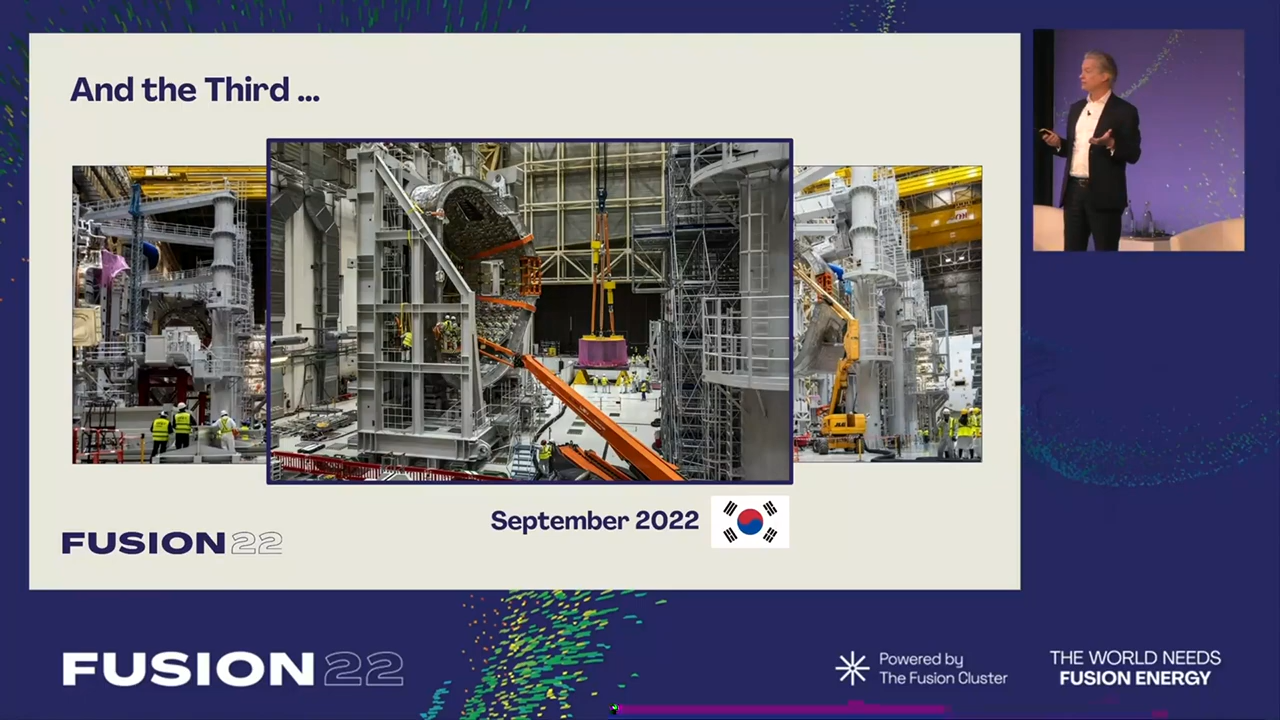 And the Third ...
September 2022
FUSION22
FUSION22
Powered by
The Fusion Cluster
THE WORLD NEEDS
FUSION ENERGY